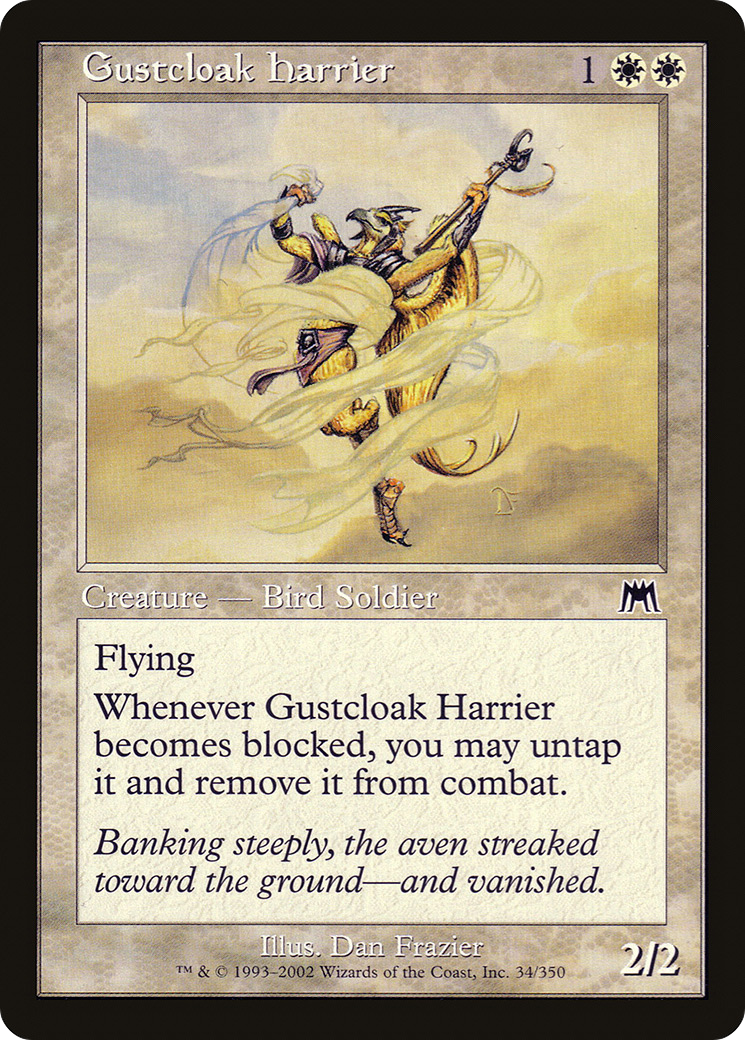 Gustcloak Harrier 1
DF
Creature — Bird Soldier
Flying
Whenever Gustcloak Harrier
becomes blocked, you may untap
it and remove it from combat.
Banking steeply, the aven streaked
toward the ground—and vanished.
Illus. Dan Frazier
™ & © 1993–2002 Wizards of the Coast, Inc. 34/350
2/2